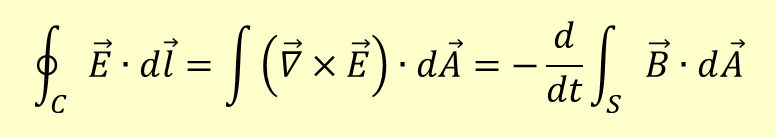 ∮_C E⃗ · dl⃗ = ∫ (∇⃗ × E⃗) · dA⃗ = − d/dt ∫_S B⃗ · dA⃗